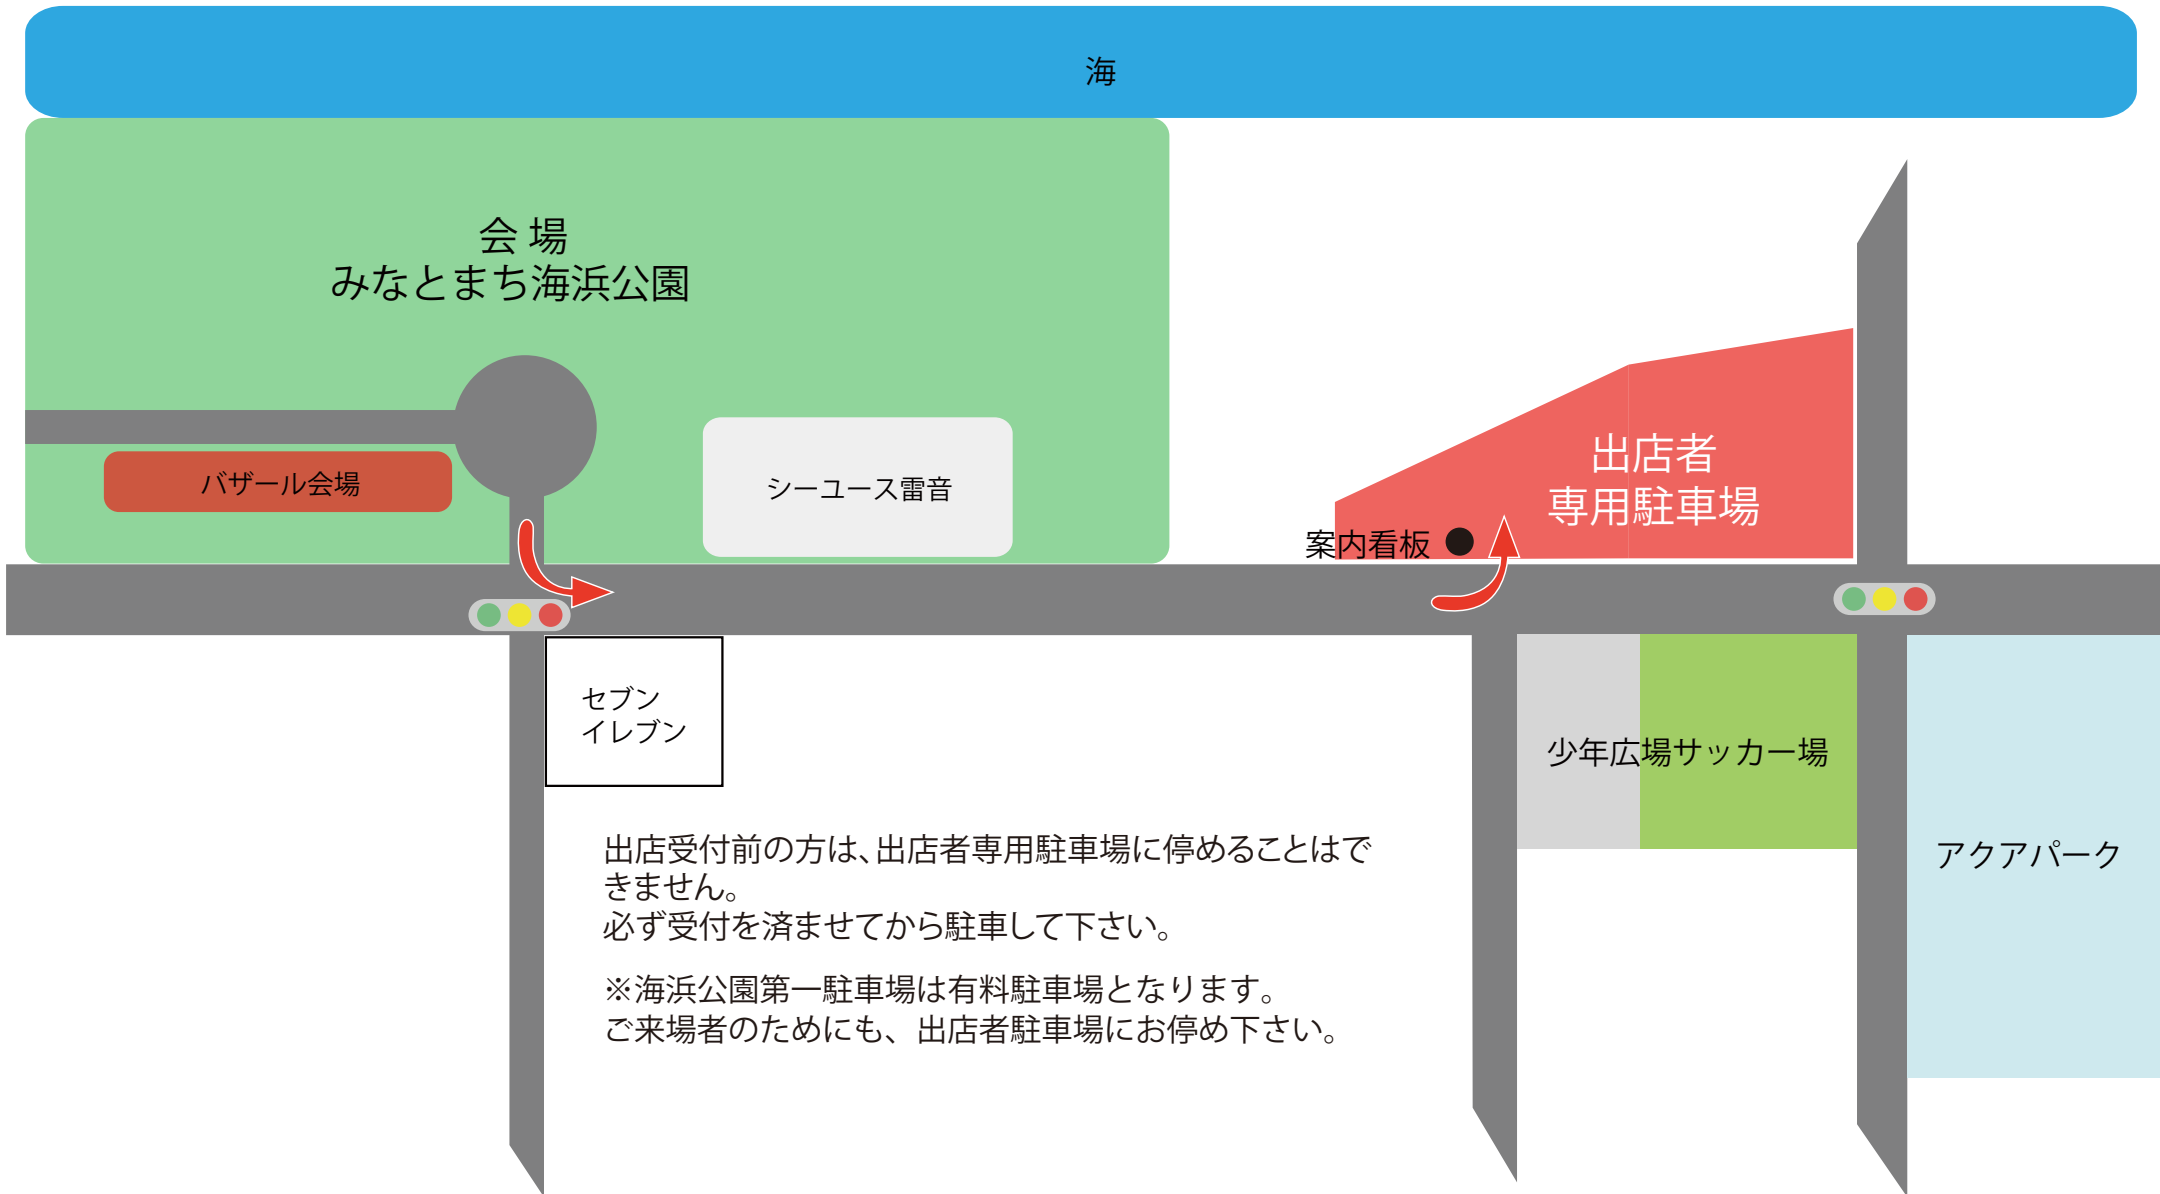 海
会 場
みなとまち海浜公園
バザール会場
シーユース雷音
出店者
専用駐車場
案内看板
セブン
イレブン
少年広場サッカー場
アクアパーク
出店受付前の方は、出店者専用駐車場に停めることはで
きません。
必ず受付を済ませてから駐車して下さい。
※海浜公園第一駐車場は有料駐車場となります。
ご来場者のためにも、出店者駐車場にお停め下さい。